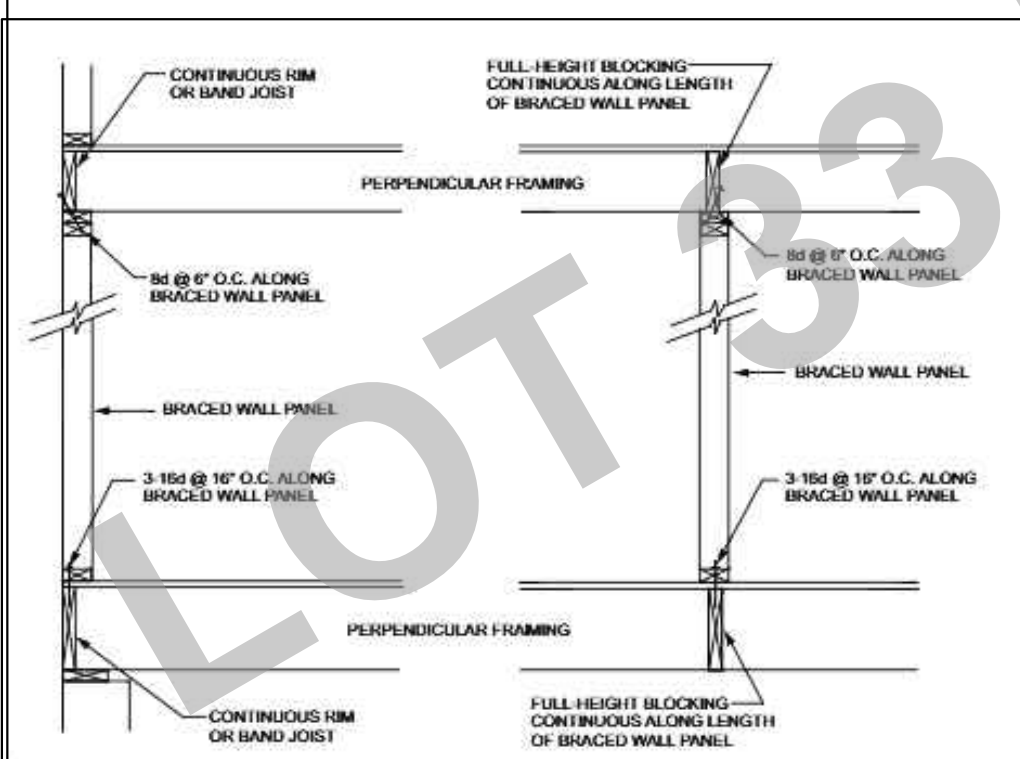 CONTINUOUS RIM
OR BAND JOIST
FULL-HEIGHT BLOCKING
CONTINUOUS ALONG LENGTH
OF BRACED WALL PANEL
PERPENDICULAR FRAMING
8d @ 6" O.C. ALONG
BRACED WALL PANEL
8d @ 6" O.C. ALONG
BRACED WALL PANEL
BRACED WALL PANEL
BRACED WALL PANEL
3-16d @ 16" O.C. ALONG
BRACED WALL PANEL
3-16d @ 16" O.C. ALONG
BRACED WALL PANEL
PERPENDICULAR FRAMING
CONTINUOUS RIM
OR BAND JOIST
FULL-HEIGHT BLOCKING
CONTINUOUS ALONG LENGTH
OF BRACED WALL PANEL
LOT 33